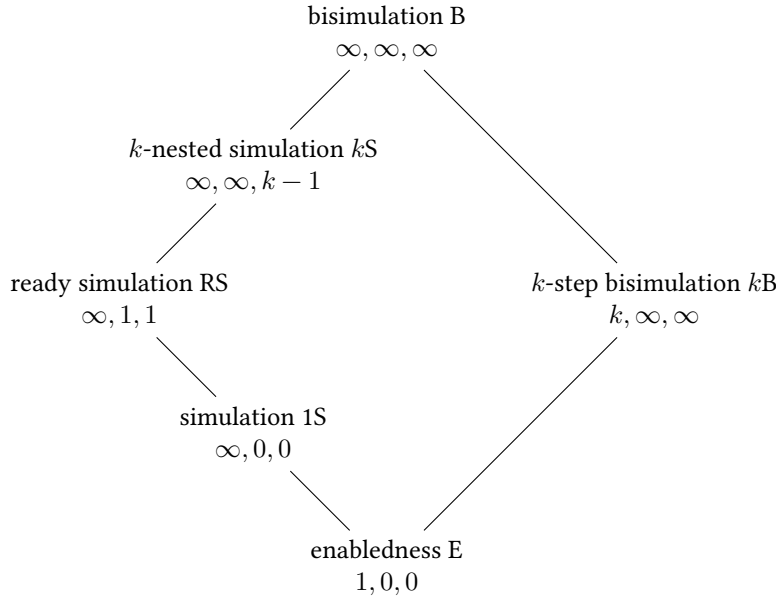 bisimulation B
∞, ∞, ∞
k-nested simulation kS
∞, ∞, k − 1
ready simulation RS
∞, 1, 1
k-step bisimulation kB
k, ∞, ∞
simulation 1S
∞, 0, 0
enabledness E
1, 0, 0